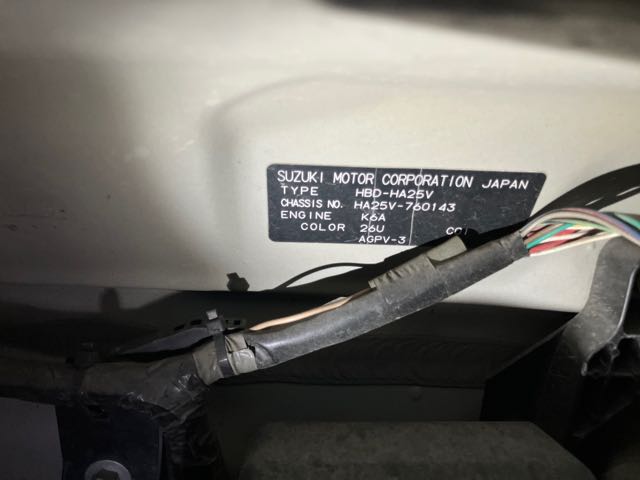 SUZUKI MOTOR CORPORATION JAPAN
TYPE HBD-HA25V
CHASSIS NO. HA25V-760143
ENGINE K6A
COLOR 26U
AGPV-3